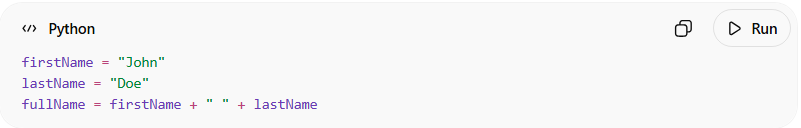 Python
Run
firstName = "John"
lastName = "Doe"
fullName = firstName + " " + lastName